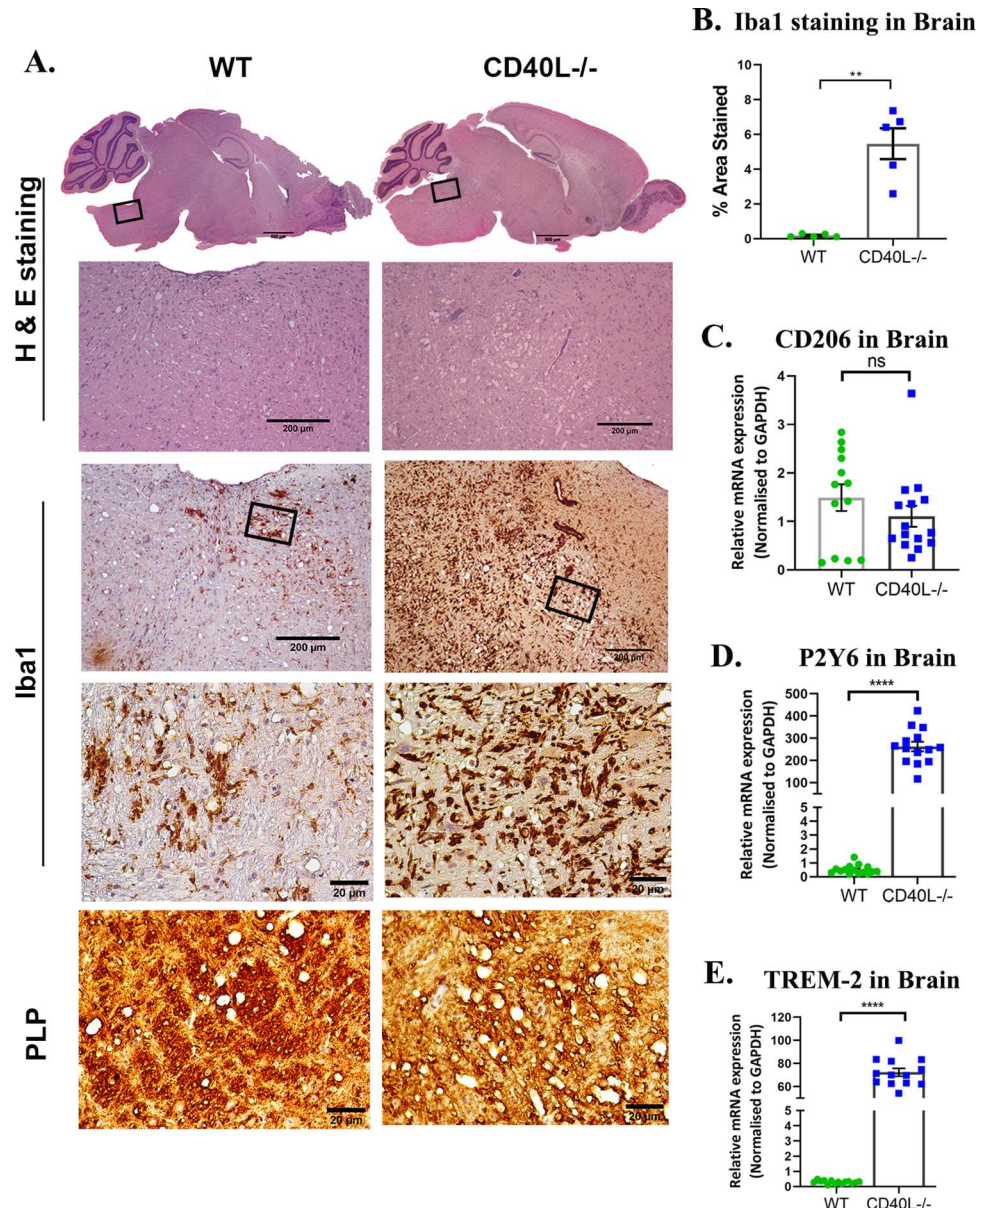 A.
WT
CD40L-/-
H & E staining
400 µm
800 µm
200 µm
200 µm
Iba1
200 µm
200 µm
20 µm
20 µm
PLP
20 µm
20 µm
B. Iba1 staining in Brain
**
% Area Stained
10
8
6
4
2
0
WT
CD40L-/-
C. CD206 in Brain
ns
Relative mRNA expression
(Normalised to GAPDH)
4
3
2
1
0
WT
CD40L-/-
D. P2Y6 in Brain
****
Relative mRNA expression
(Normalised to GAPDH)
500
400
300
200
100
5
4
3
2
1
0
WT
CD40L-/-
E. TREM-2 in Brain
****
Relative mRNA expression
(Normalised to GAPDH)
120
100
80
60
5
4
3
2
1
0
WT
CD40L-/-